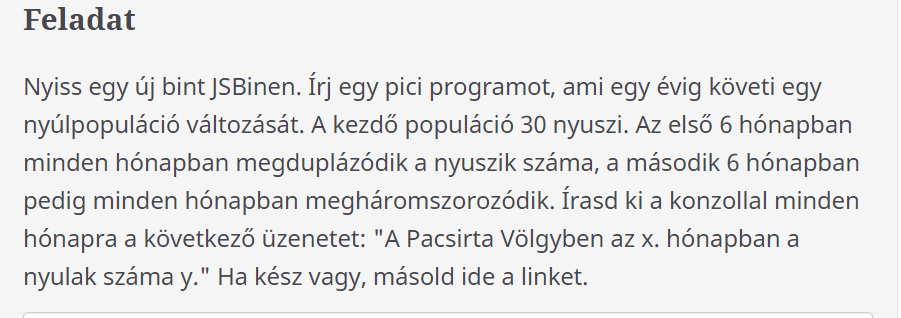 Feladat
Nyiss egy új bint JSBinen. Írj egy pici programot, ami egy évig követi egy
nyúlpopuláció változását. A kezdő populáció 30 nyuszi. Az első 6 hónapban
minden hónapban megduplázódik a nyuszik száma, a második 6 hónapban
pedig minden hónapban megháromszorozódik. Írasd ki a konzollal minden
hónapra a következő üzenetet: "A Pacsirta Völgyben az x. hónapban a
nyulak száma y." Ha kész vagy, másold ide a linket.